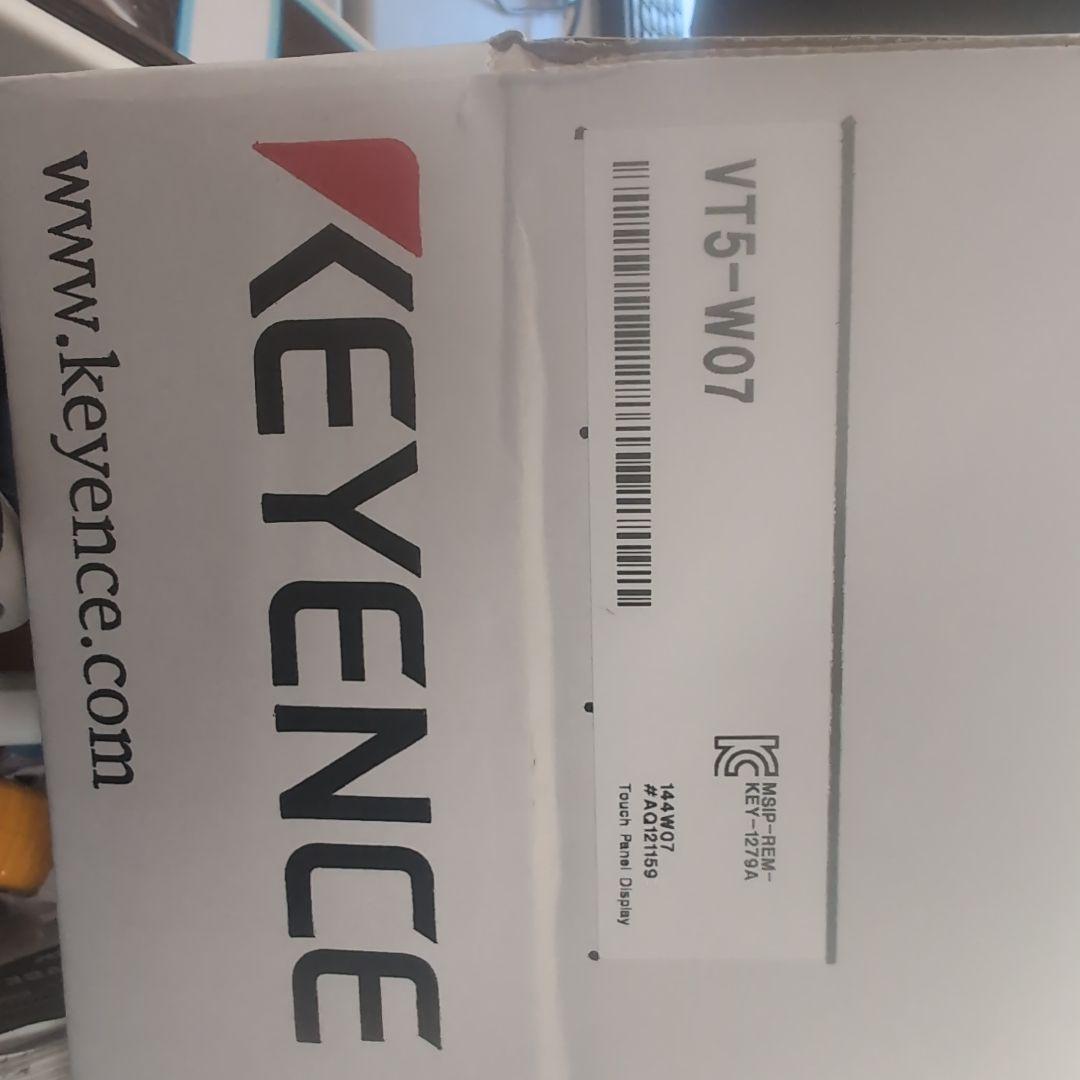 VT5-W07
MSIP-REM-
KEY-1279A
144W07
#AQ121159
Touch Panel Display
KEYENCE
www.keyence.com